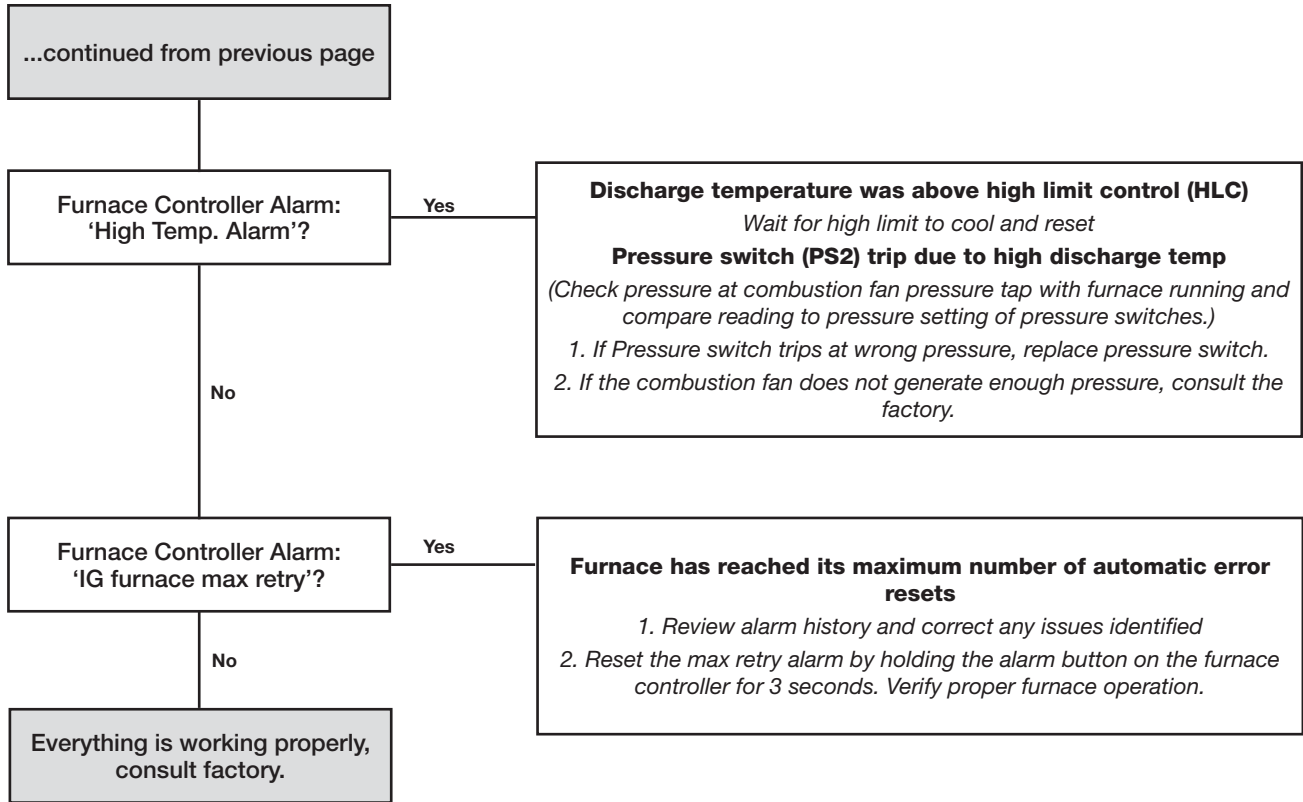 ...continued from previous page
Furnace Controller Alarm:
‘High Temp. Alarm’?
Yes
Discharge temperature was above high limit control (HLC)
Wait for high limit to cool and reset
Pressure switch (PS2) trip due to high discharge temp
(Check pressure at combustion fan pressure tap with furnace running and
compare reading to pressure setting of pressure switches.)
1. If Pressure switch trips at wrong pressure, replace pressure switch.
2. If the combustion fan does not generate enough pressure, consult the
factory.
No
Furnace Controller Alarm:
‘IG furnace max retry’?
Yes
Furnace has reached its maximum number of automatic error
resets
1. Review alarm history and correct any issues identified
2. Reset the max retry alarm by holding the alarm button on the furnace
controller for 3 seconds. Verify proper furnace operation.
No
Everything is working properly,
consult factory.